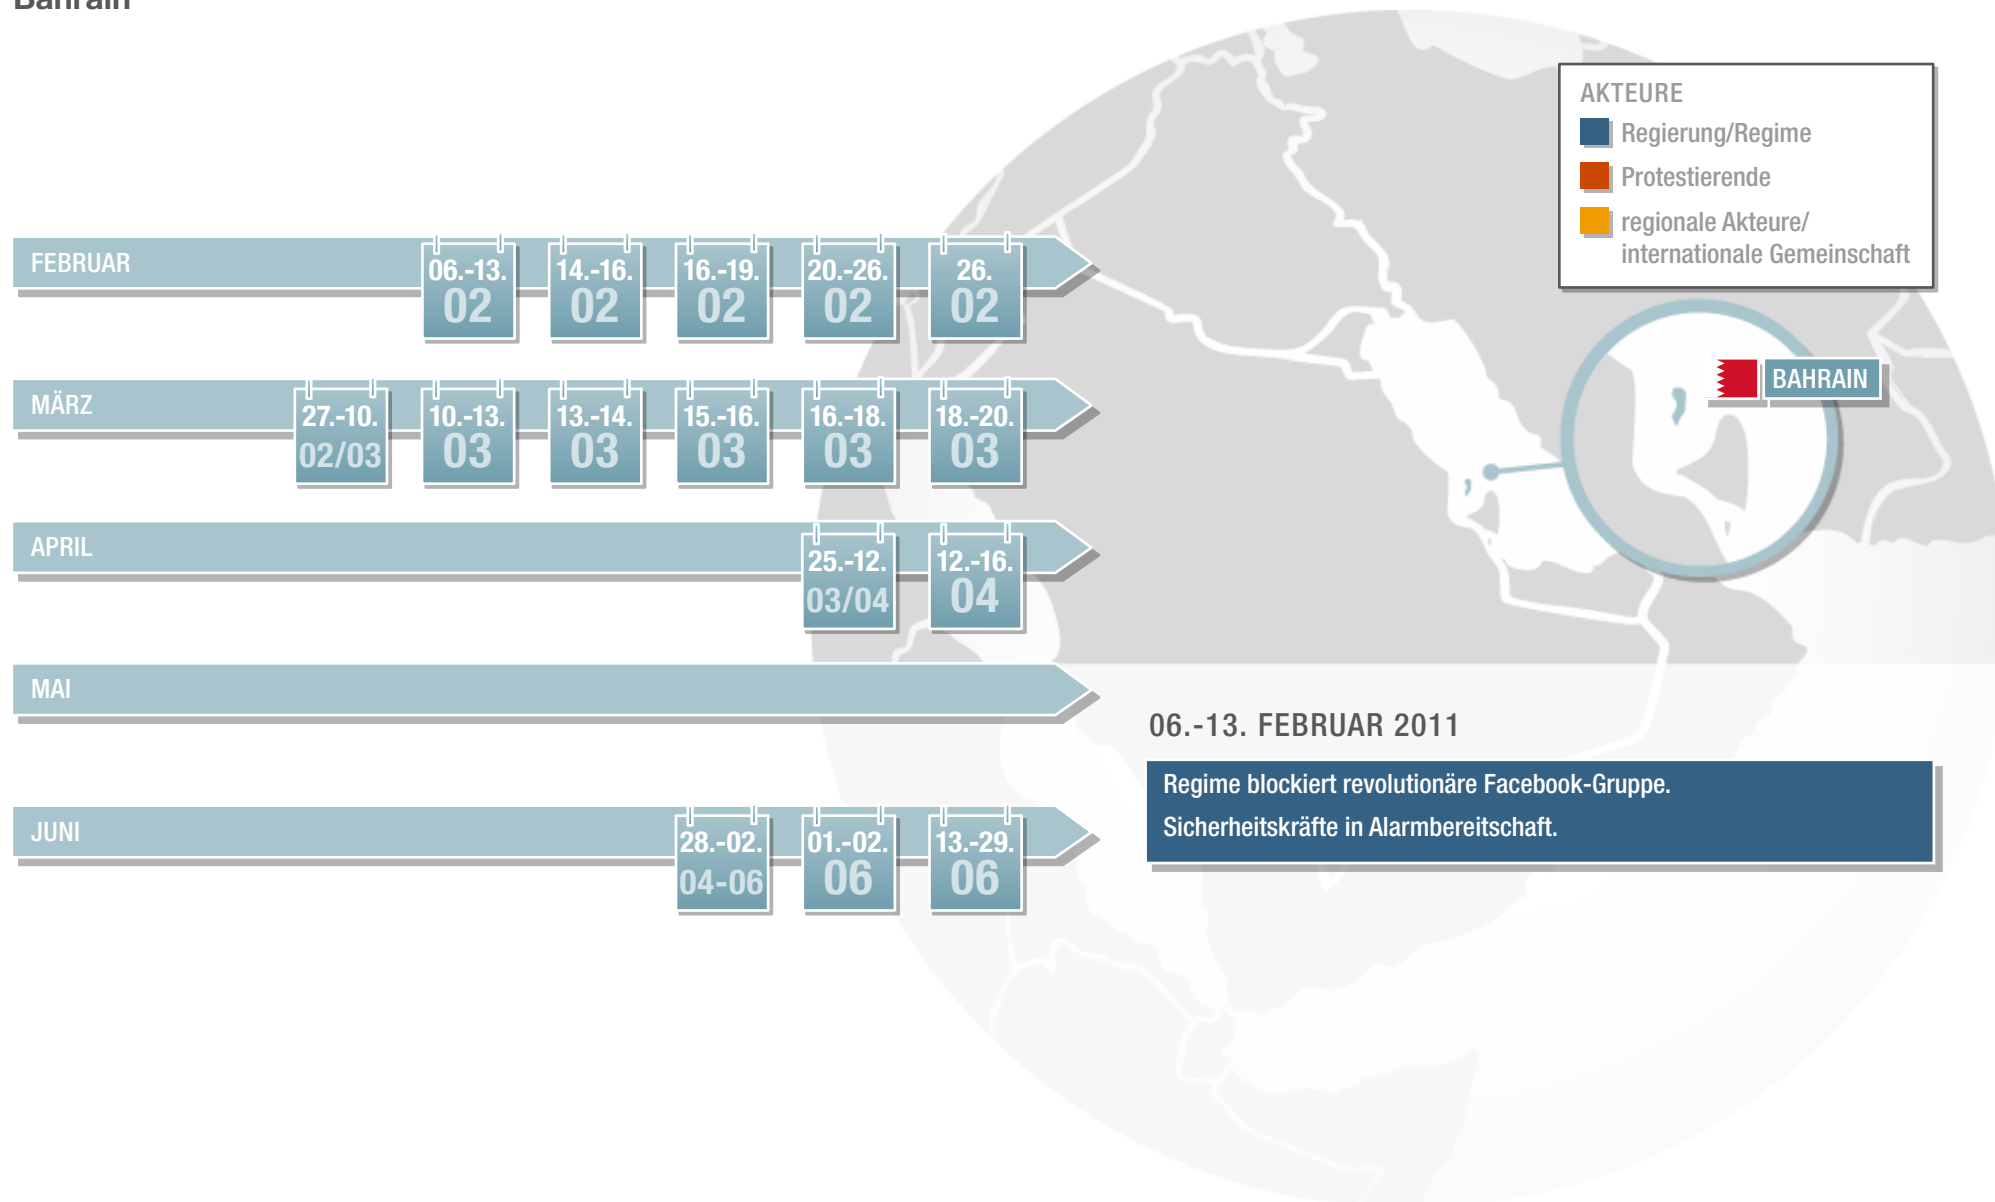 Bahrain
AKTEURE
Regierung/Regime
Protestierende
regionale Akteure/
internationale Gemeinschaft
FEBRUAR
06.-13.
02
14.-16.
02
16.-19.
02
20.-26.
02
26.
02
BAHRAIN
MÄRZ
27.-10.
02/03
10.-13.
03
13.-14.
03
15.-16.
03
16.-18.
03
18.-20.
03
APRIL
25.-12.
03/04
12.-16.
04
MAI
06.-13. FEBRUAR 2011
Regime blockiert revolutionäre Facebook-Gruppe.
Sicherheitskräfte in Alarmbereitschaft.
JUNI
28.-02.
04-06
01.-02.
06
13.-29.
06